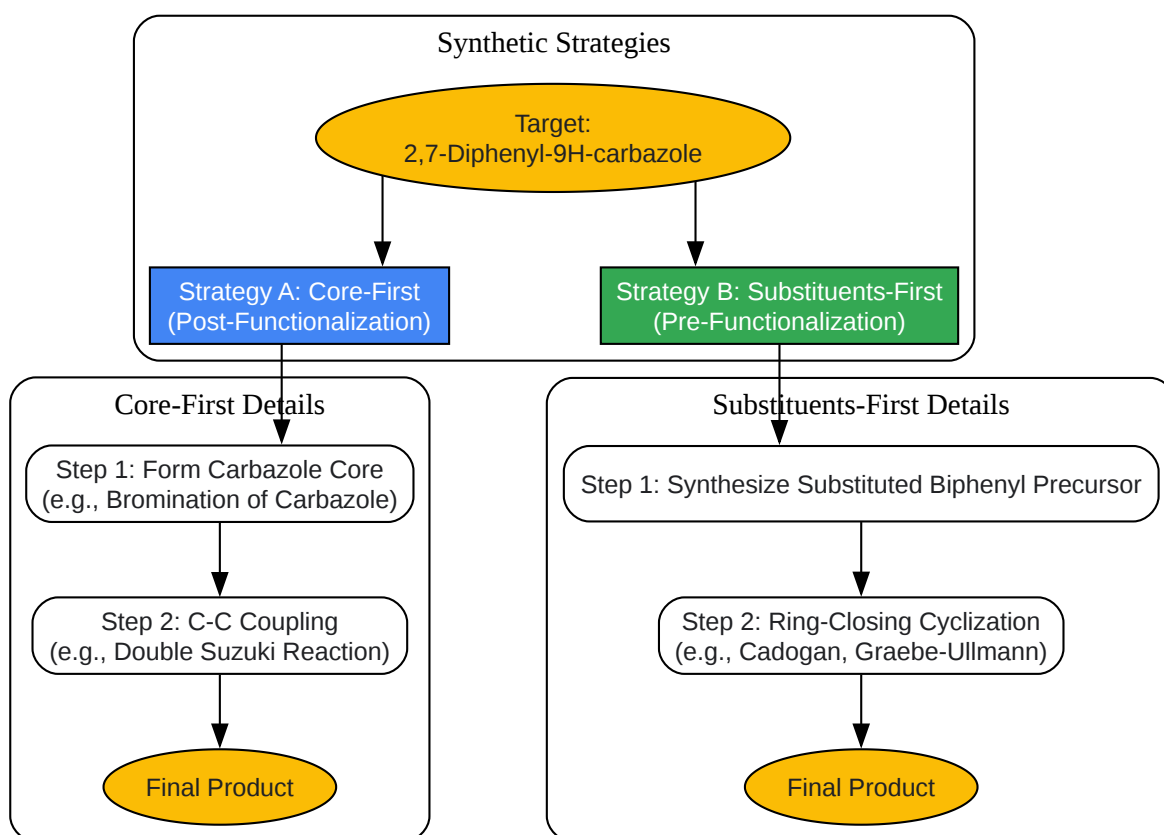 Synthetic Strategies
Target:
2,7-Diphenyl-9H-carbazole
Strategy A: Core-First
(Post-Functionalization)
Strategy B: Substituents-First
(Pre-Functionalization)
Core-First Details
Step 1: Form Carbazole Core
(e.g., Bromination of Carbazole)
Step 2: C-C Coupling
(e.g., Double Suzuki Reaction)
Final Product
Substituents-First Details
Step 1: Synthesize Substituted Biphenyl Precursor
Step 2: Ring-Closing Cyclization
(e.g., Cadogan, Graebe-Ullmann)
Final Product